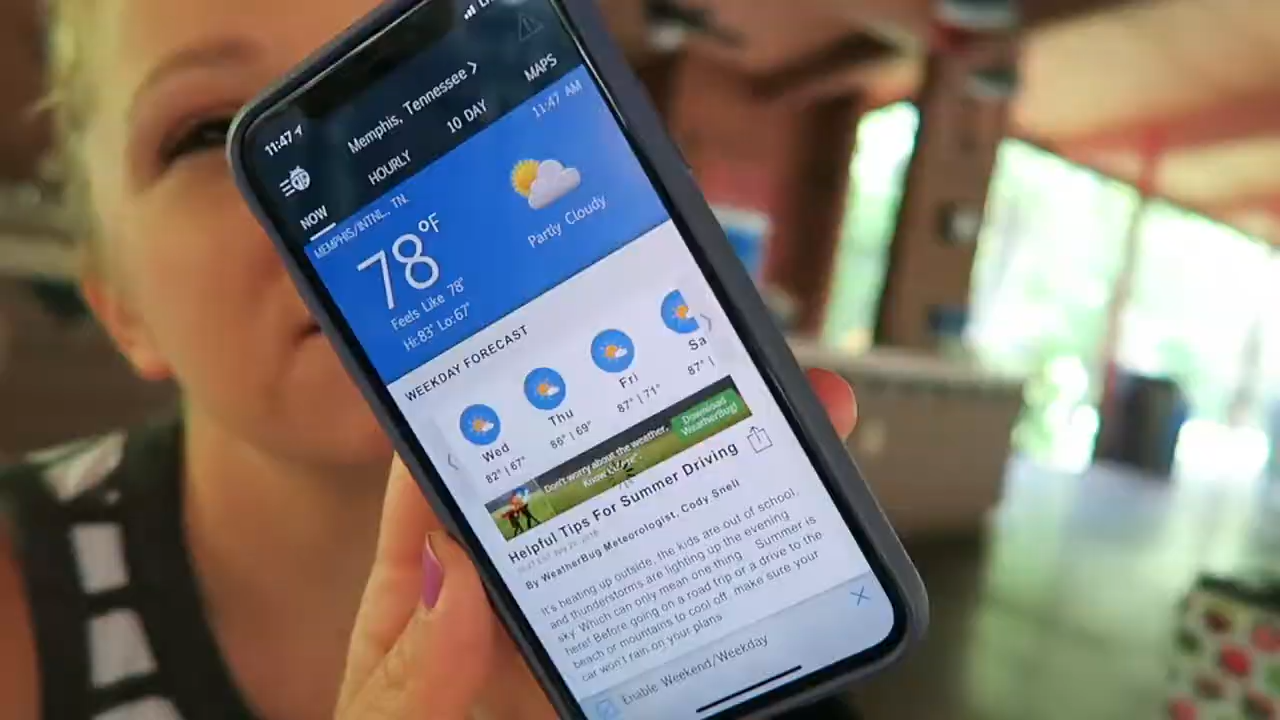 11:47
Memphis, Tennessee >
NOW
HOURLY
10 DAY
MAPS
MEMPHIS/INTNL., TN.
11:47 AM
78°F
Feels Like 78°
Hi:83° Lo:67°
Partly Cloudy
WEEKDAY FORECAST
Wed
82° | 67°
Thu
86° | 69°
Fri
87° | 71°
Sa
87° |
Don't worry about the weather.
Know
Download
WeatherBug!
Helpful Tips For Summer Driving
By WeatherBug Meteorologist, Cody Snell
It's heating up outside, the kids are out of school,
and thunderstorms are lighting up the evening
sky. Which can only mean one thing Summer is
here! Before going on a road trip or a drive to the
beach or mountains to cool off make sure your
car won't rain on your plans
Enable Weekend/Weekday